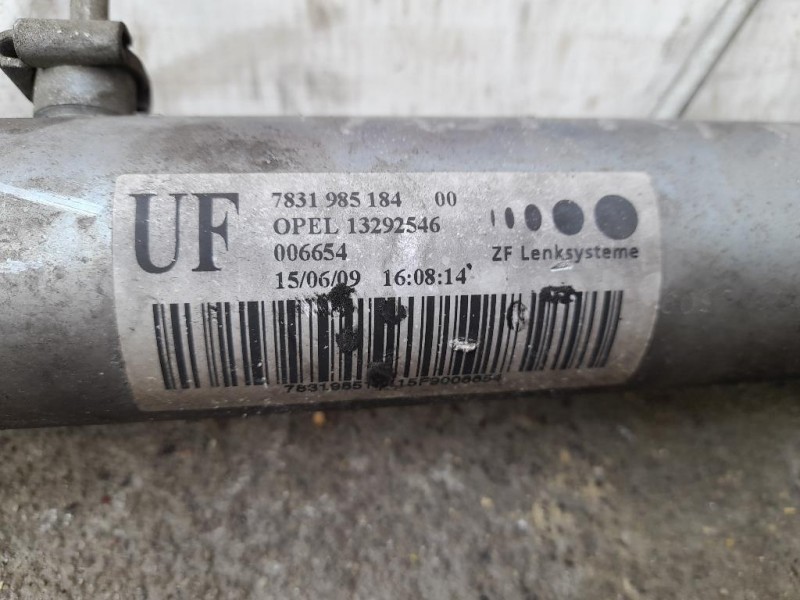 UF
7831 985 184 00
OPEL 13292546
006654
15/06/09 16:08:14
ZF Lenksysteme